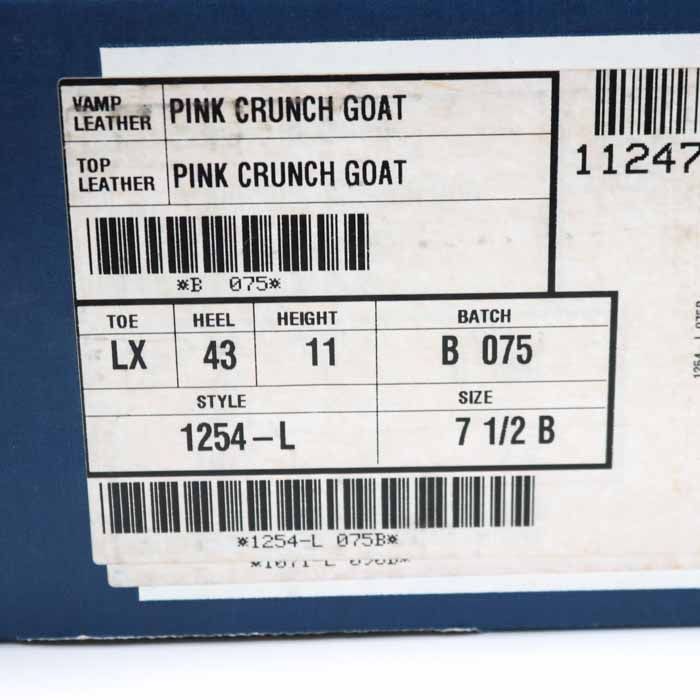 VAMP LEATHER PINK CRUNCH GOAT
TOP LEATHER PINK CRUNCH GOAT
*B 075*
11247
TOE HEEL HEIGHT BATCH
LX 43 11 B 075
STYLE SIZE
1254-L 7 1/2 B
*1254-L 075B*